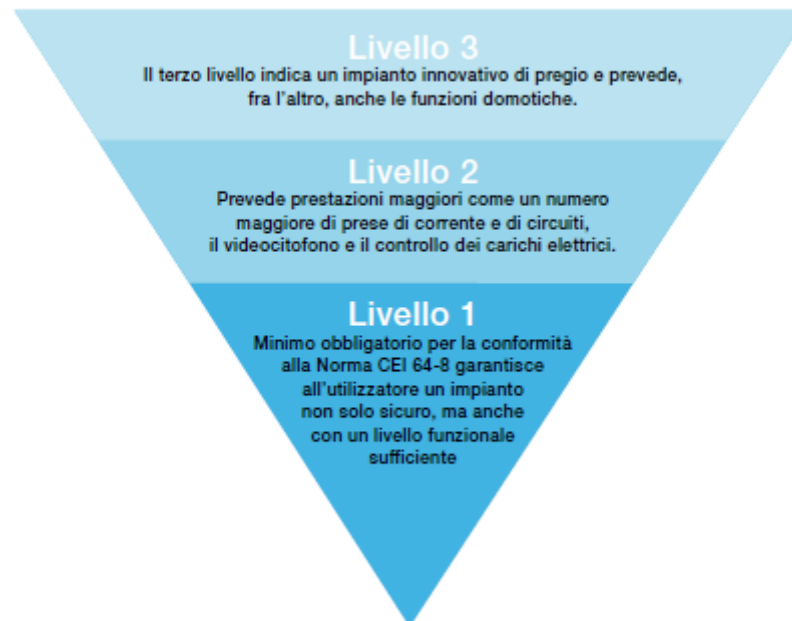 Livello 3
Il terzo livello indica un impianto innovativo di pregio e prevede,
fra l'altro, anche le funzioni domotiche.
Livello 2
Prevede prestazioni maggiori come un numero
maggiore di prese di corrente e di circuiti,
il videocitofono e il controllo dei carichi elettrici.
Livello 1
Minimo obbligatorio per la conformità
alla Norma CEI 64-8 garantisce
all'utilizzatore un impianto
non solo sicuro, ma anche
con un livello funzionale
sufficiente